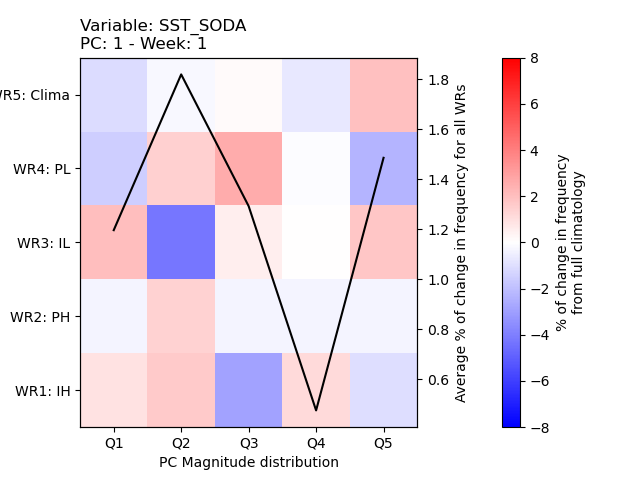 Variable: SST_SODA
PC: 1 - Week: 1
WR5: Clima
WR4: PL
WR3: IL
WR2: PH
WR1: IH
Q1 Q2 Q3 Q4 Q5
PC Magnitude distribution
1.8
1.6
1.4
1.2
1.0
0.8
0.6
Average % of change in frequency for all WRs
8
6
4
2
0
−2
−4
−6
−8
% of change in frequency
from full climatology